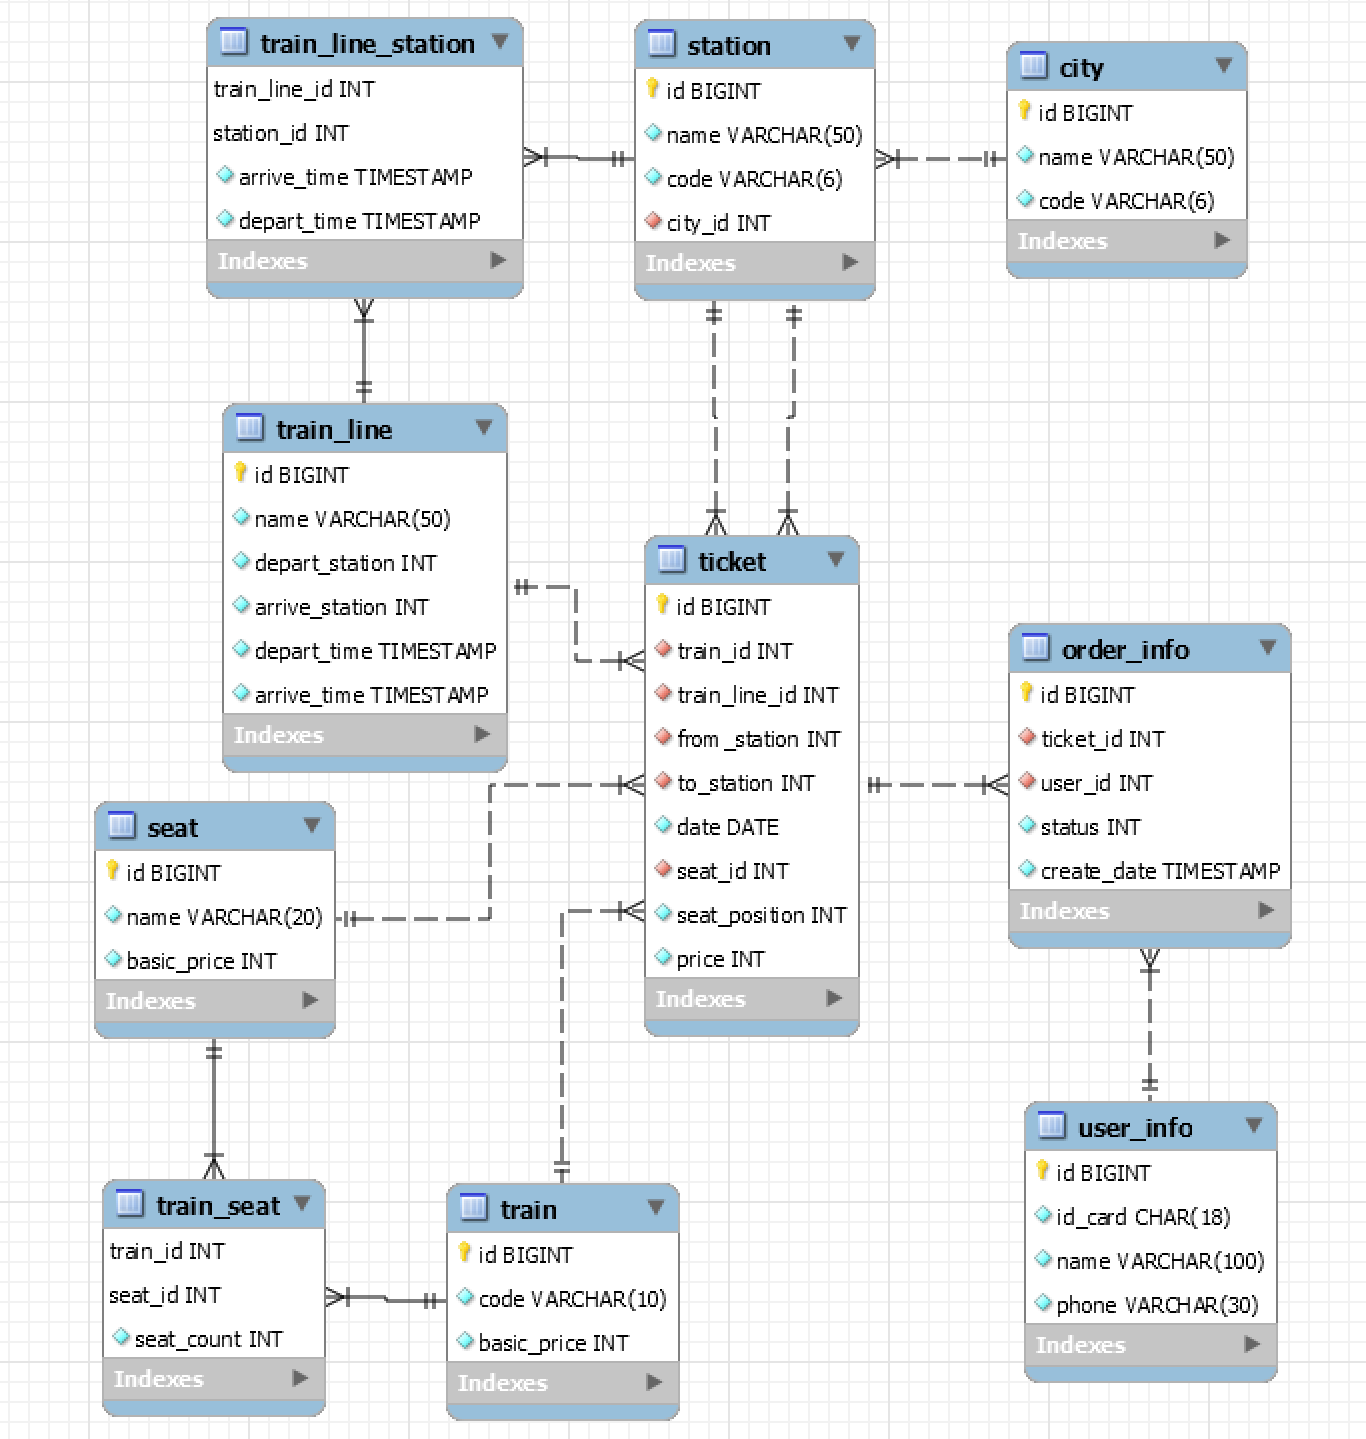 train_line_station
train_line_id INT
station_id INT
arrive_time TIMESTAMP
depart_time TIMESTAMP
Indexes
station
id BIGINT
name VARCHAR(50)
code VARCHAR(6)
city_id INT
Indexes
city
id BIGINT
name VARCHAR(50)
code VARCHAR(6)
Indexes
train_line
id BIGINT
name VARCHAR(50)
depart_station INT
arrive_station INT
depart_time TIMESTAMP
arrive_time TIMESTAMP
Indexes
ticket
id BIGINT
train_id INT
train_line_id INT
from_station INT
to_station INT
date DATE
seat_id INT
seat_position INT
price INT
Indexes
order_info
id BIGINT
ticket_id INT
user_id INT
status INT
create_date TIMESTAMP
Indexes
seat
id BIGINT
name VARCHAR(20)
basic_price INT
Indexes
train_seat
train_id INT
seat_id INT
seat_count INT
Indexes
train
id BIGINT
code VARCHAR(10)
basic_price INT
Indexes
user_info
id BIGINT
id_card CHAR(18)
name VARCHAR(100)
phone VARCHAR(30)
Indexes